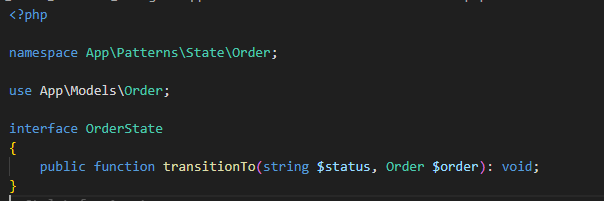 <?php
namespace App\Patterns\State\Order;
use App\Models\Order;
interface OrderState
{
public function transitionTo(string $status, Order $order): void;
}